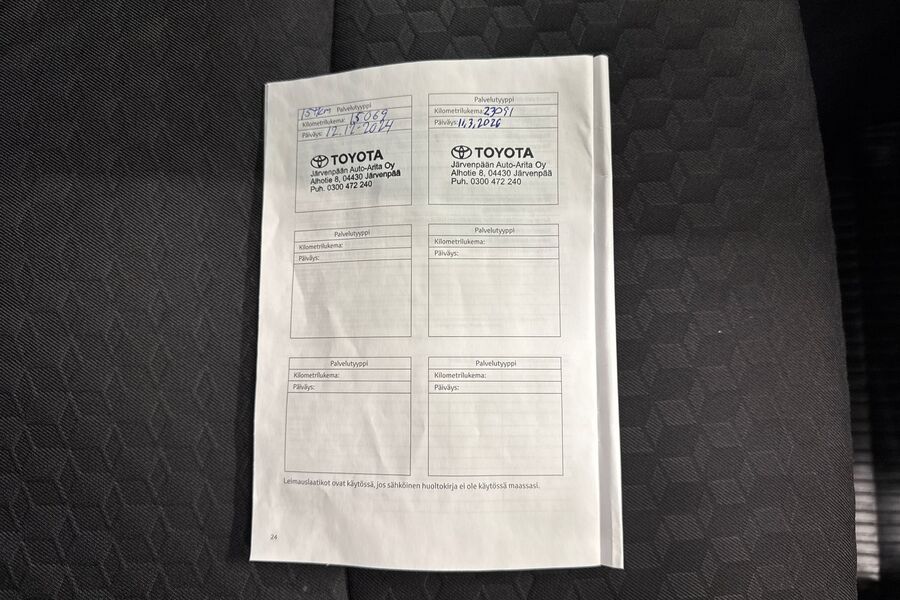 15 tkm Palvelutyyppi
Kilometrilukema: 15069
Päiväys: 12.12-2024
TOYOTA
Järvenpään Auto-Arita Oy
Alhotie 8, 04430 Järvenpää
Puh. 0300 472 240
Palvelutyyppi
Kilometrilukema: 23091
Päiväys: 11,3,2026
TOYOTA
Järvenpään Auto-Arita Oy
Alhotie 8, 04430 Järvenpää
Puh. 0300 472 240
Palvelutyyppi
Kilometrilukema:
Päiväys:
Palvelutyyppi
Kilometrilukema:
Päiväys:
Palvelutyyppi
Kilometrilukema:
Päiväys:
Palvelutyyppi
Kilometrilukema:
Päiväys:
Leimauslaatikot ovat käytössä, jos sähköinen huoltokirja ei ole käytössä maassasi.
24